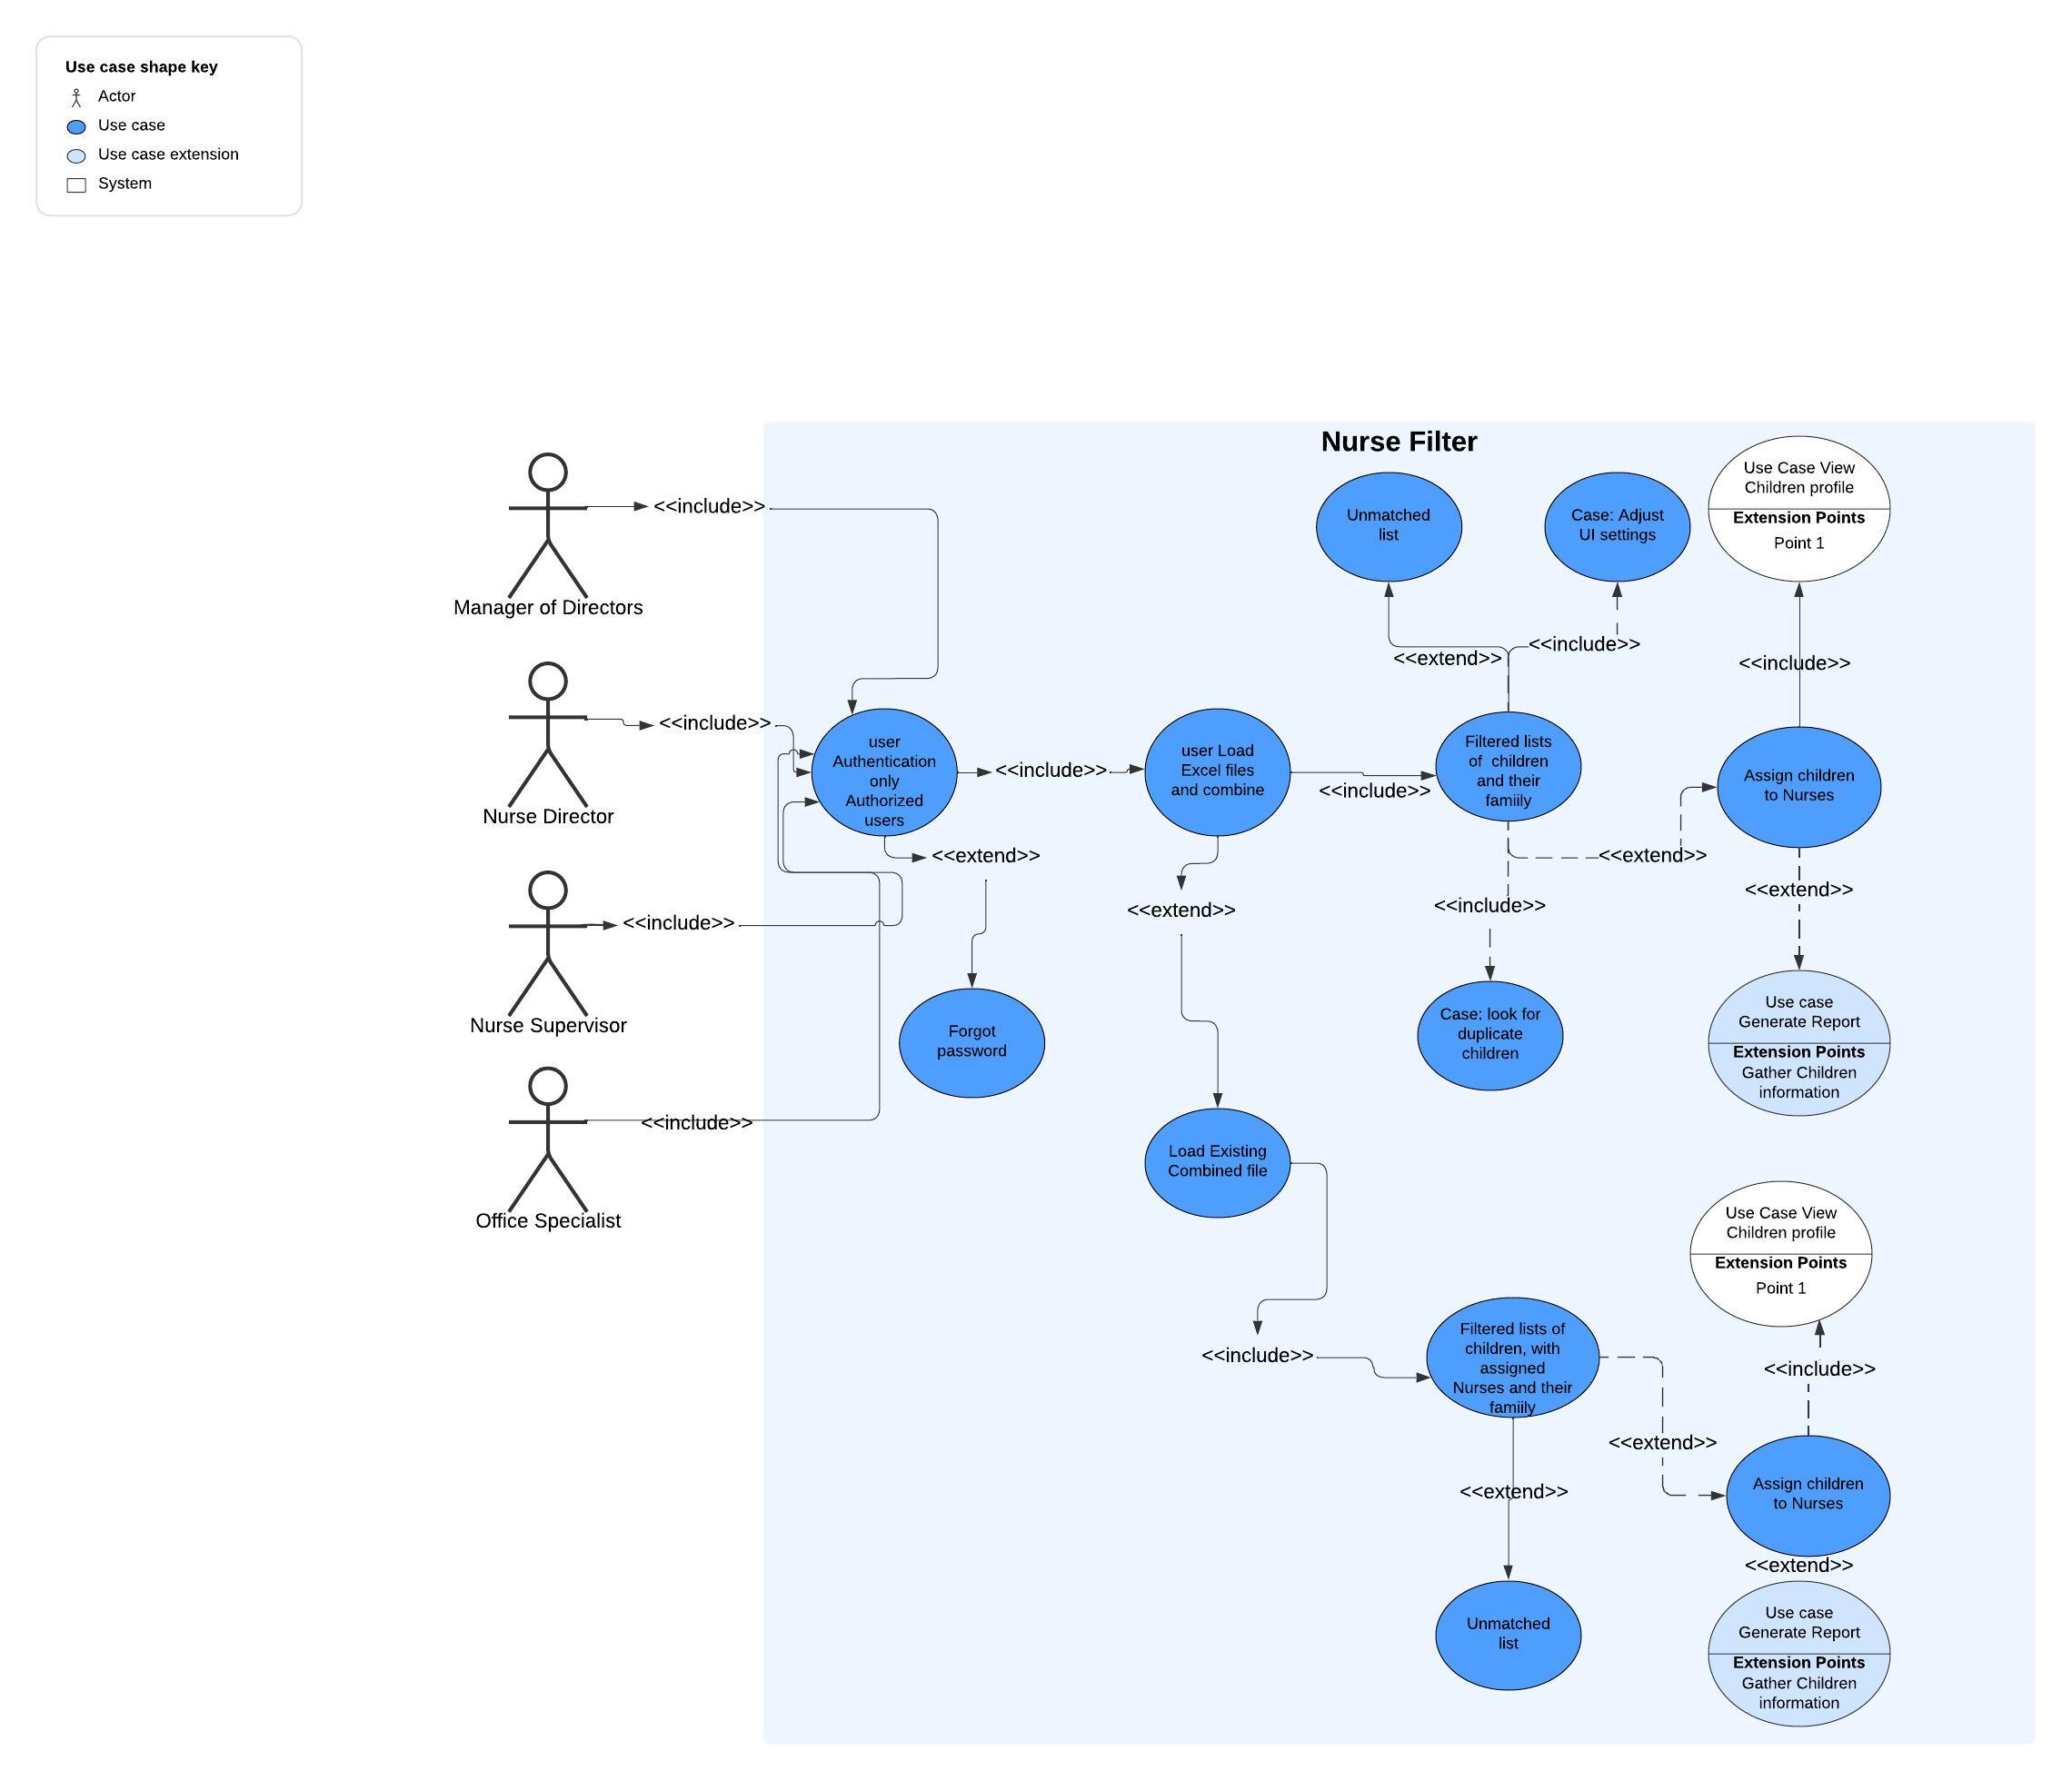 Use case shape key
Actor
Use case
Use case extension
System
Nurse Filter
Manager of Directors
<<include>>
Nurse Director
<<include>>
Nurse Supervisor
<<include>>
Office Specialist
<<include>>
user
Authentication
only
Authorized
users
<<extend>>
Forgot
password
<<include>>
user Load
Excel files
and combine
<<extend>>
Load Existing
Combined file
<<include>>
<<include>>
Filtered lists
of  children
and their
famiily
<<extend>>
Unmatched
list
<<include>>
Case: Adjust
UI settings
<<include>>
Case: look for
duplicate
children
<<extend>>
Assign children
to Nurses
<<include>>
Use Case View
Children profile
Extension Points
Point 1
<<extend>>
Use case
Generate Report
Extension Points
Gather Children
information
Filtered lists of
children, with
assigned
Nurses and their
famiily
<<extend>>
Unmatched
list
<<extend>>
Assign children
to Nurses
<<include>>
Use Case View
Children profile
Extension Points
Point 1
<<extend>>
Use case
Generate Report
Extension Points
Gather Children
information